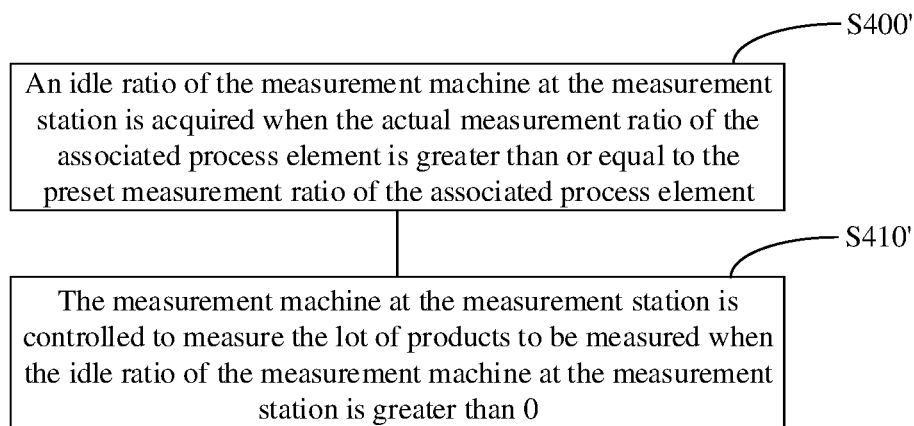 S400'
An idle ratio of the measurement machine at the measurement
station is acquired when the actual measurement ratio of the
associated process element is greater than or equal to the
preset measurement ratio of the associated process element
S410'
The measurement machine at the measurement station is
controlled to measure the lot of products to be measured when
the idle ratio of the measurement machine at the measurement
station is greater than 0